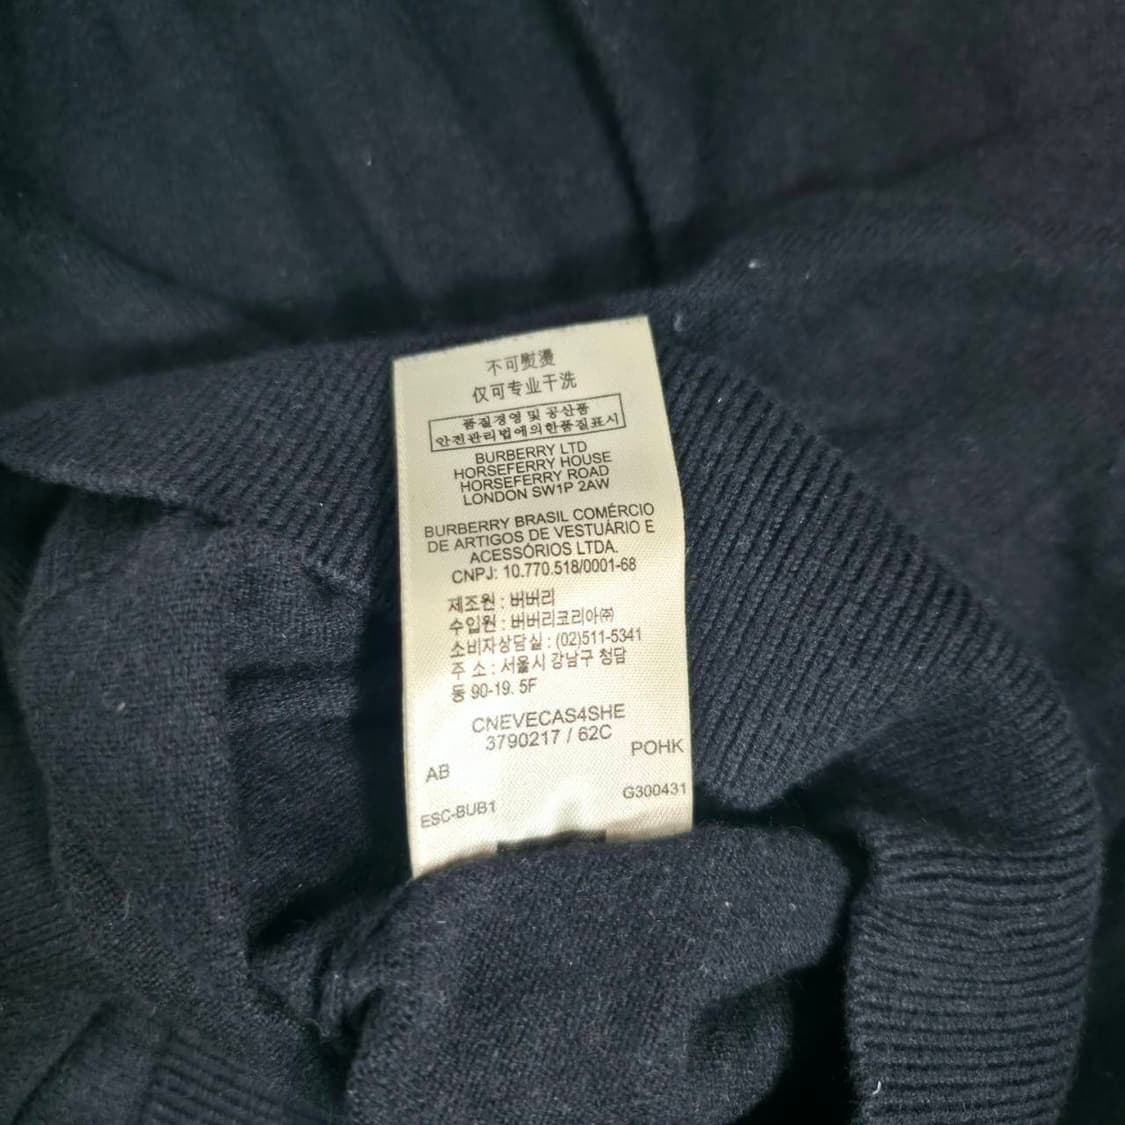 不可熨烫
仅可专业干洗
품질경영 및 공산품
안전관리법에의한품질표시
BURBERRY LTD
HORSEFERRY HOUSE
HORSEFERRY ROAD
LONDON SW1P 2AW
BURBERRY BRASIL COMÉRCIO
DE ARTIGOS DE VESTUÁRIO E
ACESSÓRIOS LTDA.
CNPJ: 10.770.518/0001-68
제조원 : 버버리
수입원 : 버버리코리아㈜
소비자상담실 : (02)511-5341
주 소 : 서울시 강남구 청담
동 90-19. 5F
CNEVECAS4SHE
3790217 / 62C
AB POHK
ESC-BUB1 G300431